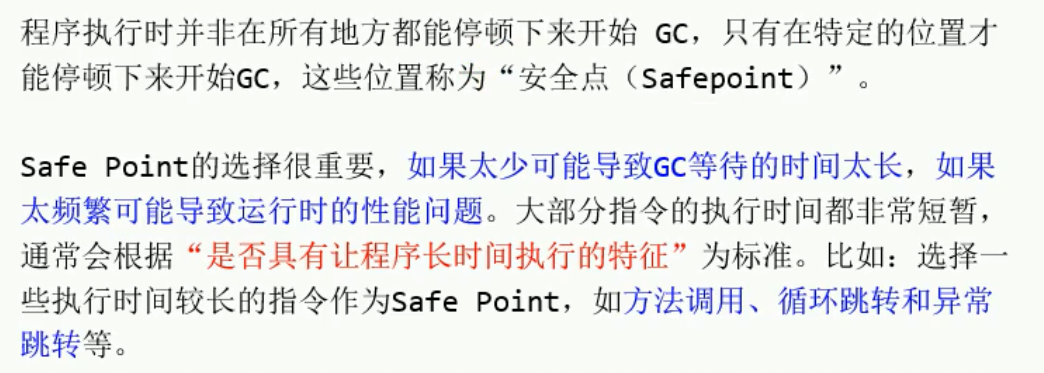 程序执行时并非在所有地方都能停顿下来开始 GC，只有在特定的位置才
能停顿下来开始GC，这些位置称为“安全点（Safepoint）”。
Safe Point的选择很重要，如果太少可能导致GC等待的时间太长，如果
太频繁可能导致运行时的性能问题。大部分指令的执行时间都非常短暂，
通常会根据“是否具有让程序长时间执行的特征”为标准。比如：选择一
些执行时间较长的指令作为Safe Point，如方法调用、循环跳转和异常
跳转等。